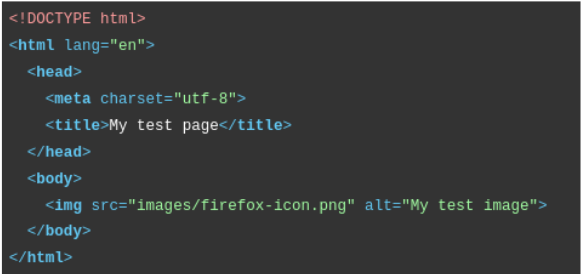 <!DOCTYPE html>
<html lang="en">
  <head>
    <meta charset="utf-8">
    <title>My test page</title>
  </head>
  <body>
    <img src="images/firefox-icon.png" alt="My test image">
  </body>
</html>